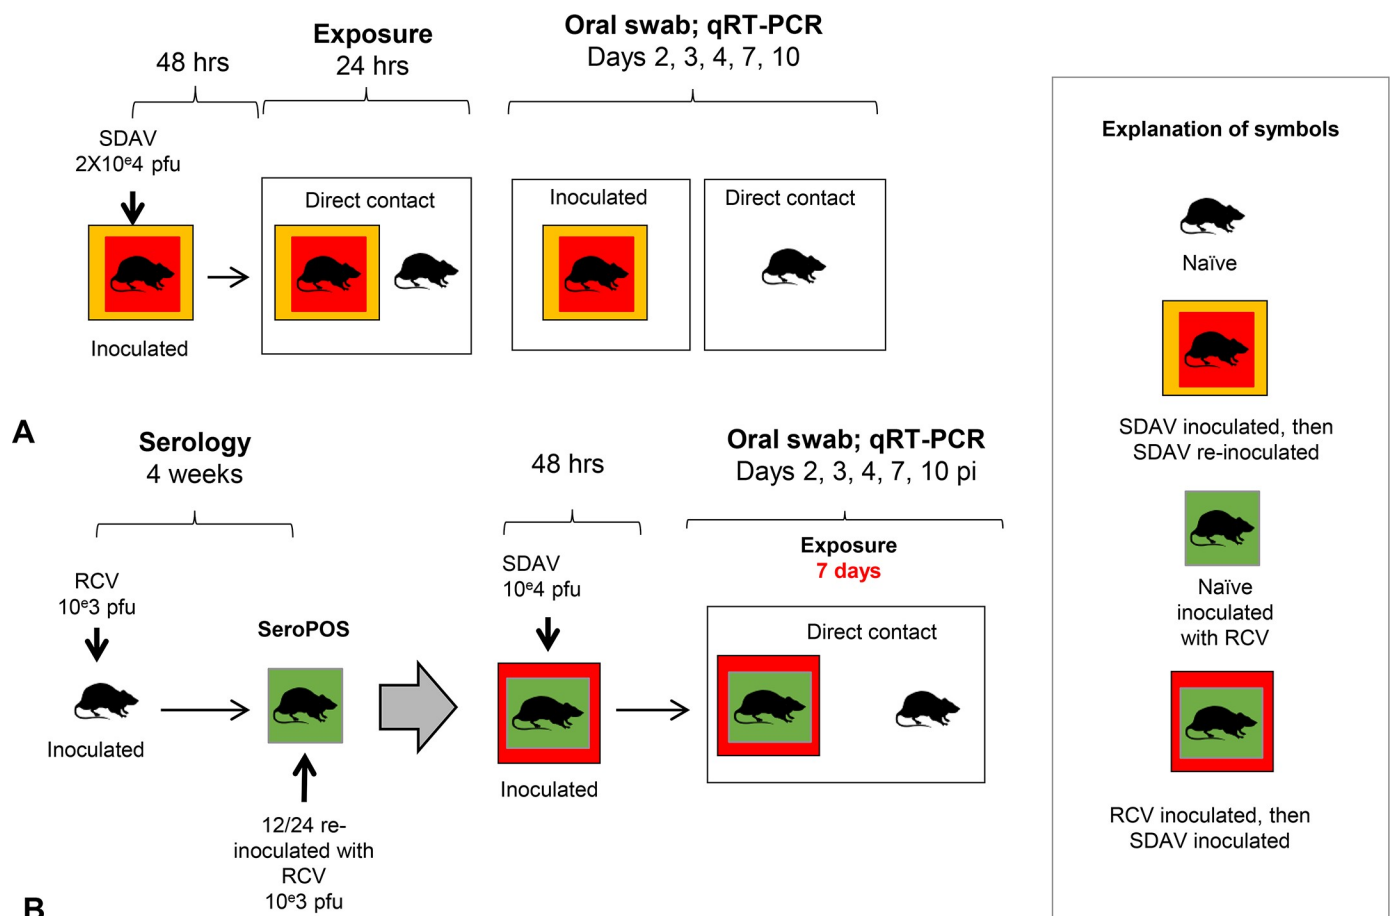 48 hrs
Exposure
24 hrs
Oral swab; qRT-PCR
Days 2, 3, 4, 7, 10
SDAV
2X10ᵉ4 pfu
Inoculated
Direct contact
Inoculated
Direct contact
A
Serology
4 weeks
48 hrs
Oral swab; qRT-PCR
Days 2, 3, 4, 7, 10 pi
RCV
10ᵉ3 pfu
Inoculated
SeroPOS
12/24 re-
inoculated with
RCV
10ᵉ3 pfu
SDAV
10ᵉ4 pfu
Inoculated
Exposure
7 days
Direct contact
B
Explanation of symbols
Naïve
SDAV inoculated, then
SDAV re-inoculated
Naïve
inoculated
with RCV
RCV inoculated, then
SDAV inoculated